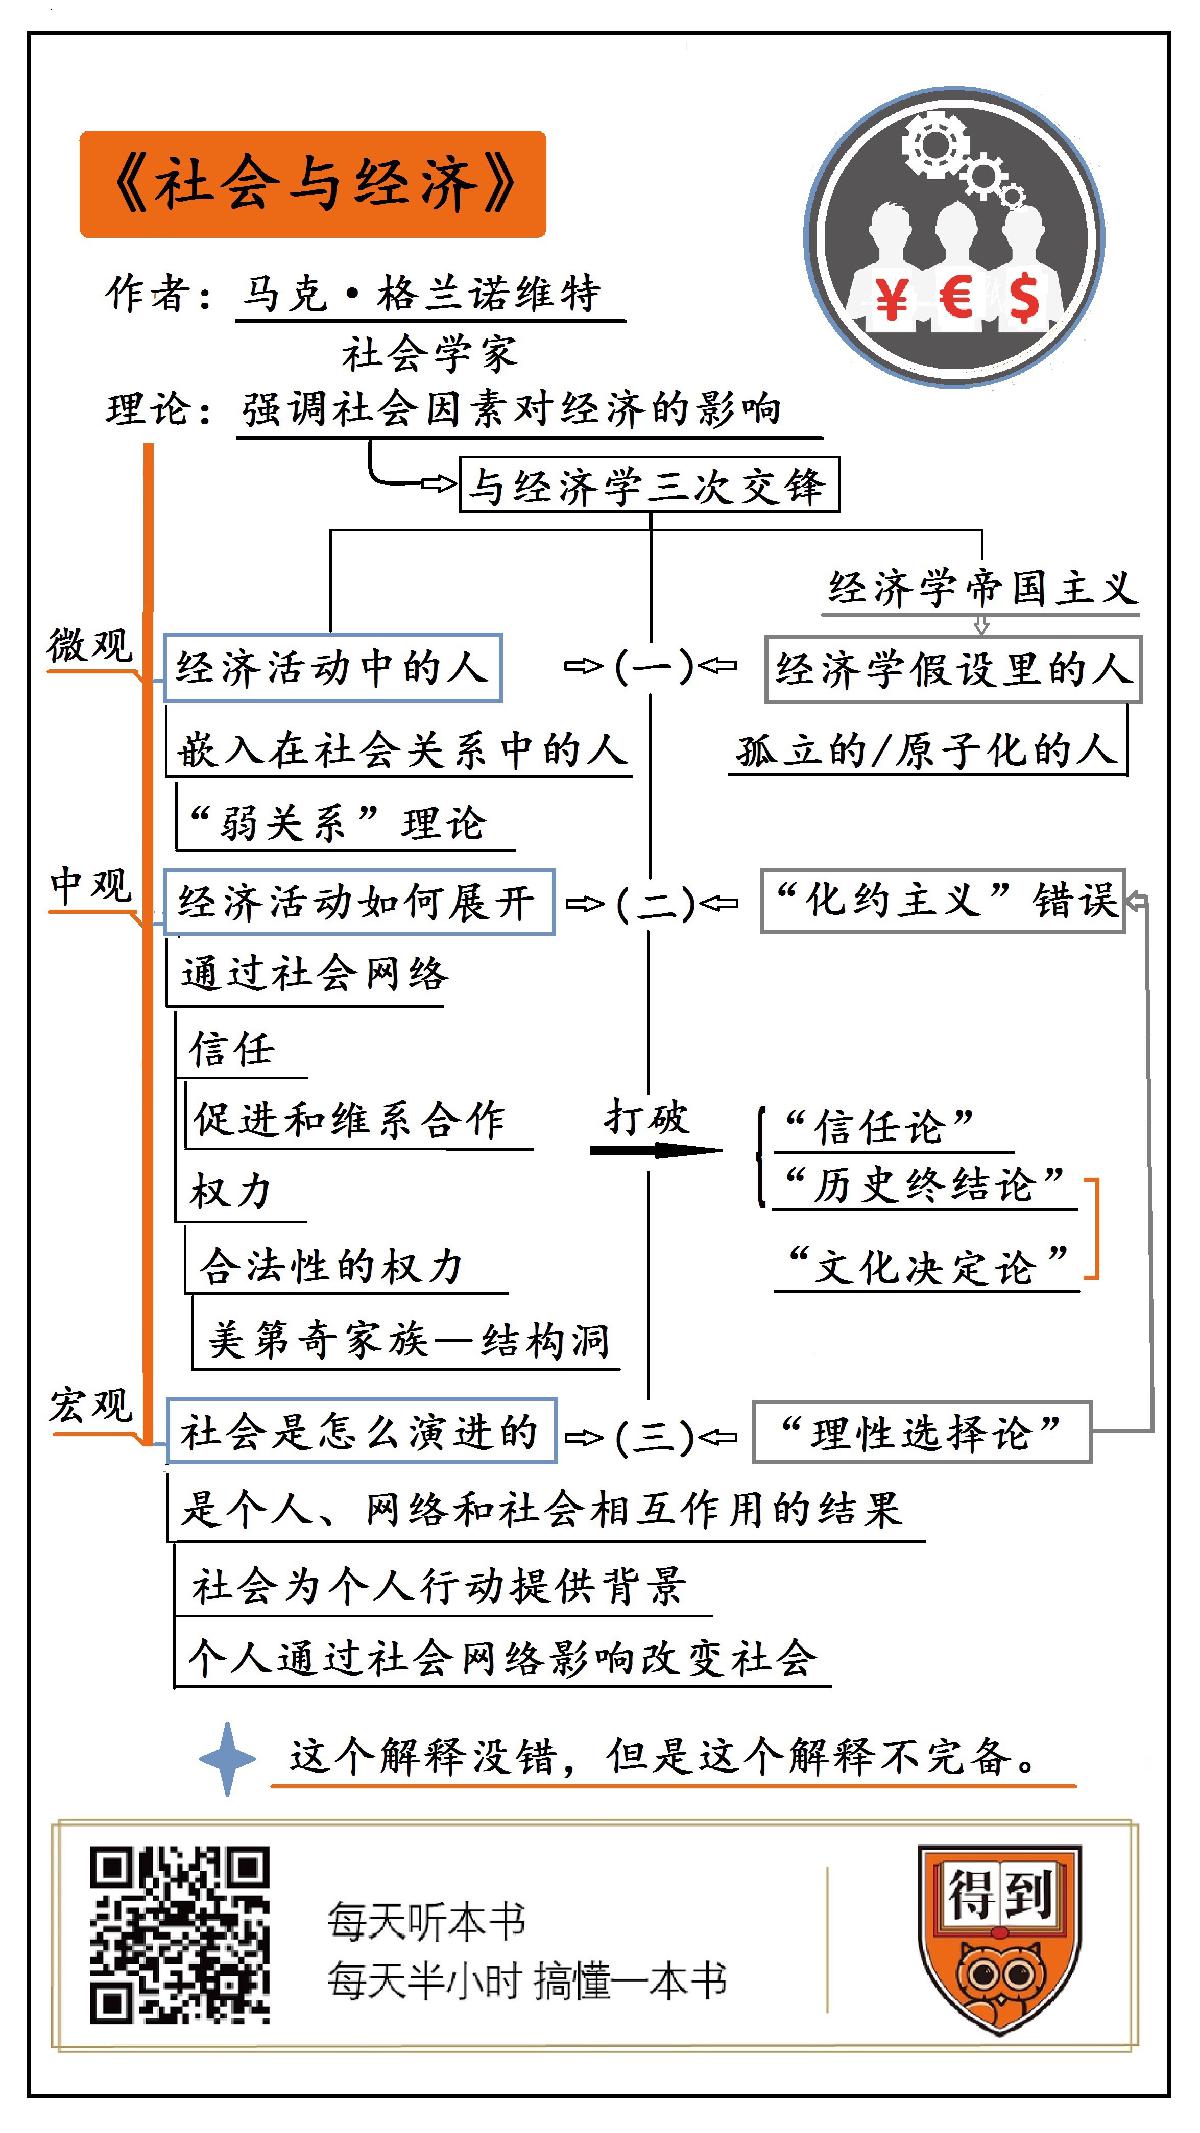 《社会与经济》
作者：马克·格兰诺维特
社会学家
理论：强调社会因素对经济的影响
与经济学三次交锋
经济学帝国主义
微观
经济活动中的人
(一)
经济学假设里的人
嵌入在社会关系中的人
孤立的/原子化的人
“弱关系”理论
中观
经济活动如何展开
(二)
“化约主义”错误
通过社会网络
信任
促进和维系合作
打破
“信任论”
权力
“历史终结论”
合法性的权力
“文化决定论”
美第奇家族—结构洞
宏观
社会是怎么演进的
(三)
“理性选择论”
是个人、网络和社会相互作用的结果
社会为个人行动提供背景
个人通过社会网络影响改变社会
这个解释没错，但是这个解释不完备。
每天听本书
每天半小时 搞懂一本书
得到
¥ € $